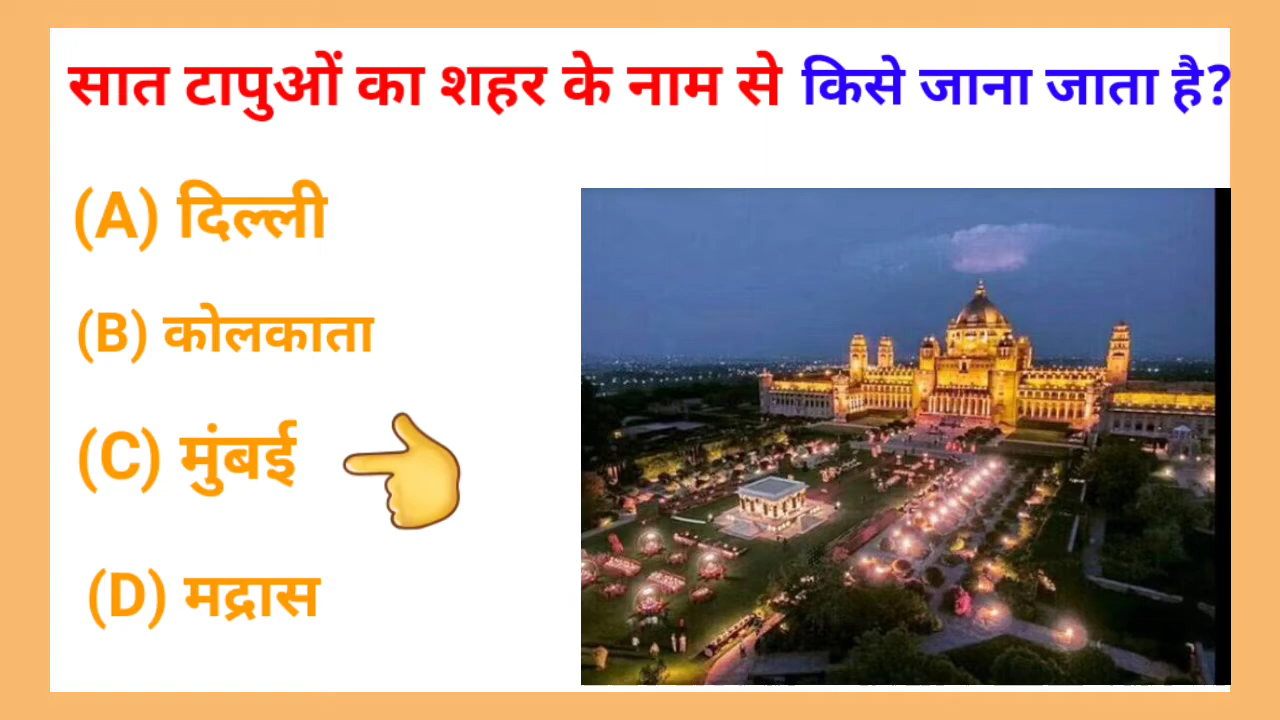 सात टापुओं का शहर के नाम से किसे जाना जाता है?
(A) दिल्ली
(B) कोलकाता
(C) मुंबई
(D) मद्रास